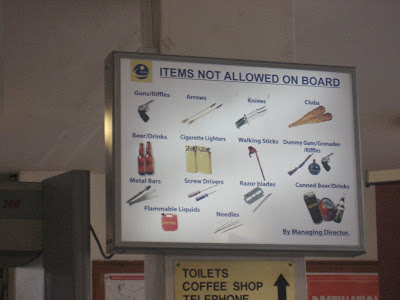 ITEMS NOT ALLOWED ON BOARD
Guns/Riffles
Arrows
Knives
Clubs
Beer/Drinks
Cigarette Lighters
Walking Sticks
Dummy Guns/Grenades
/Riffles
Metal Bars
Screw Drivers
Razor blades
Canned Beer/Drinks
Flammable Liquids
Needles
By Managing Director.
TOILETS
COFFEE SHOP
TELEPHONE